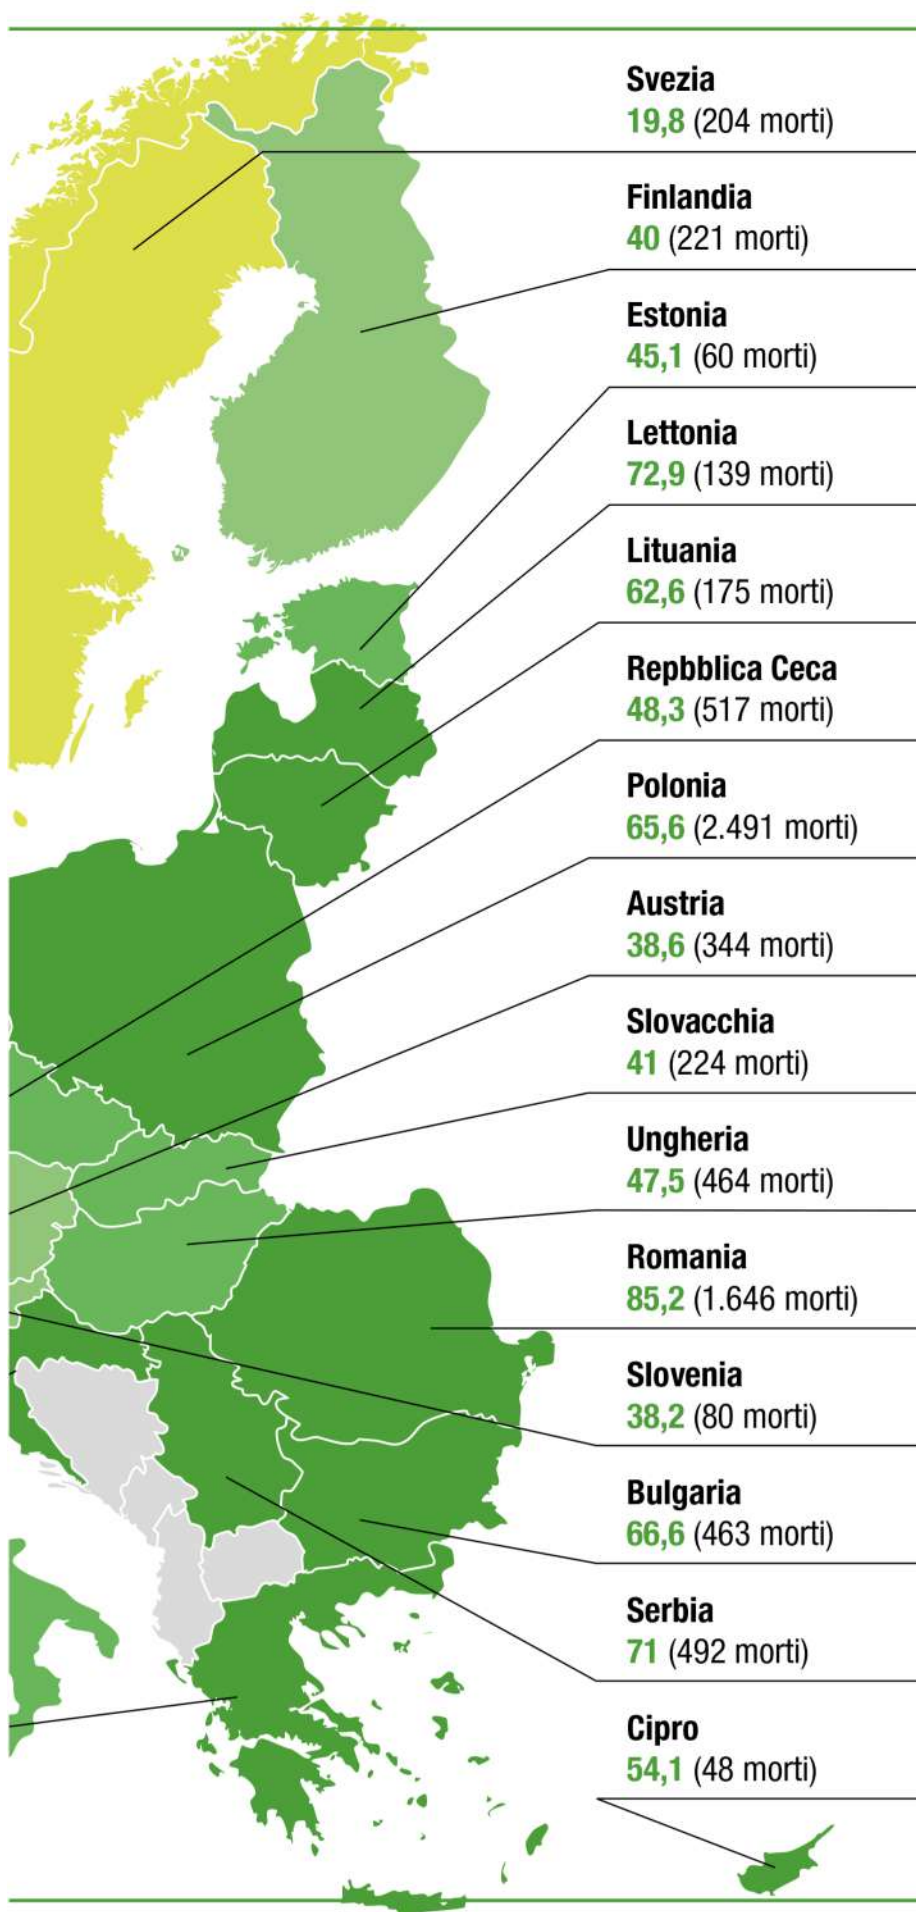 Svezia
19,8 (204 morti)
Finlandia
40 (221 morti)
Estonia
45,1 (60 morti)
Lettonia
72,9 (139 morti)
Lituania
62,6 (175 morti)
Repbblica Ceca
48,3 (517 morti)
Polonia
65,6 (2.491 morti)
Austria
38,6 (344 morti)
Slovacchia
41 (224 morti)
Ungheria
47,5 (464 morti)
Romania
85,2 (1.646 morti)
Slovenia
38,2 (80 morti)
Bulgaria
66,6 (463 morti)
Serbia
71 (492 morti)
Cipro
54,1 (48 morti)